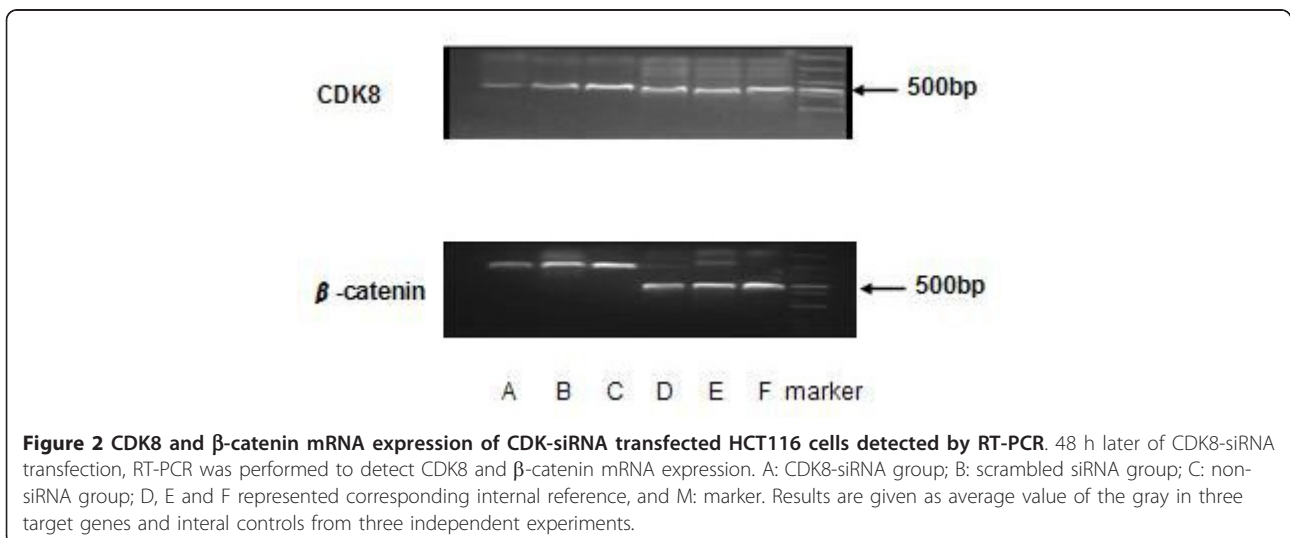 CDK8
500bp
β-catenin
500bp
A B C D E F marker
Figure 2 CDK8 and β-catenin mRNA expression of CDK-siRNA transfected HCT116 cells detected by RT-PCR. 48 h later of CDK8-siRNA
transfection, RT-PCR was performed to detect CDK8 and β-catenin mRNA expression. A: CDK8-siRNA group; B: scrambled siRNA group; C: non-
siRNA group; D, E and F represented corresponding internal reference, and M: marker. Results are given as average value of the gray in three
target genes and interal controls from three independent experiments.